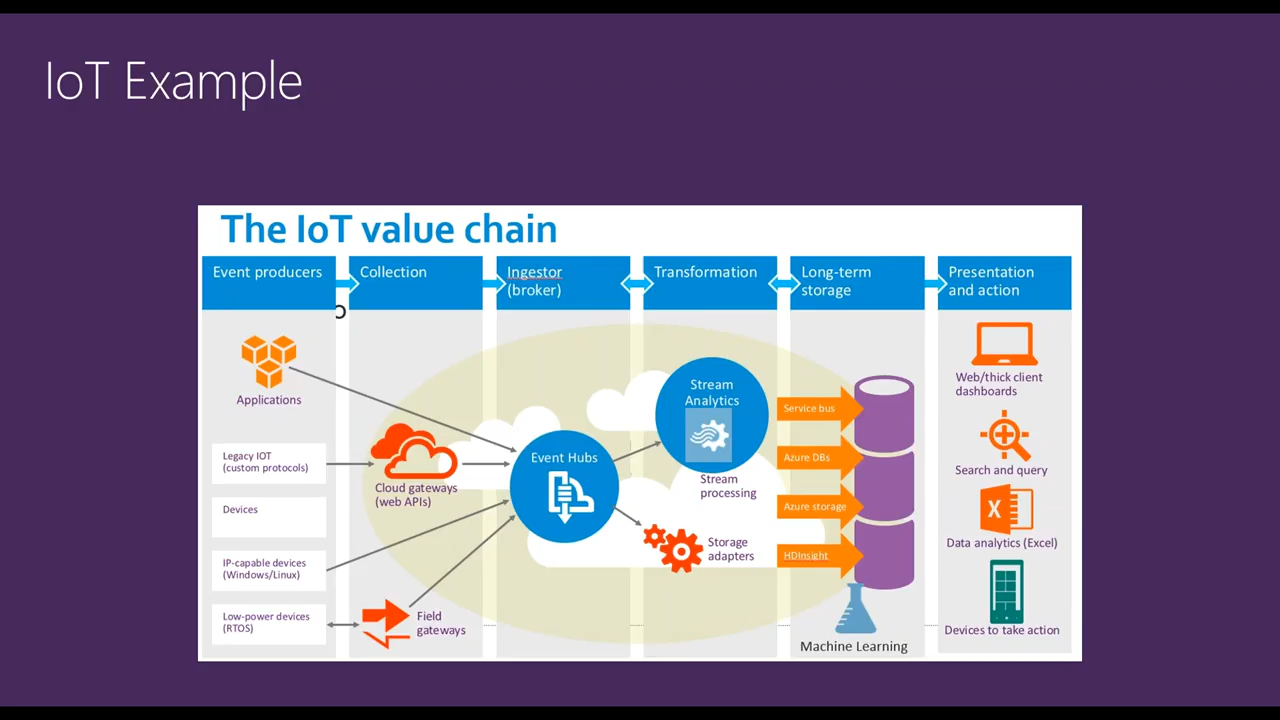 IoT Example
The IoT value chain
Event producers
Collection
Ingestor
(broker)
Transformation
Long-term
storage
Presentation
and action
o
Applications
Legacy IOT
(custom protocols)
Devices
IP-capable devices
(Windows/Linux)
Low-power devices
(RTOS)
Cloud gateways
(web APIs)
Field
gateways
Event Hubs
Stream
Analytics
Stream
processing
Storage
adapters
Service bus
Azure DBs
Azure storage
HDInsight
Machine Learning
Web/thick client
dashboards
Search and query
X
Data analytics (Excel)
Devices to take action